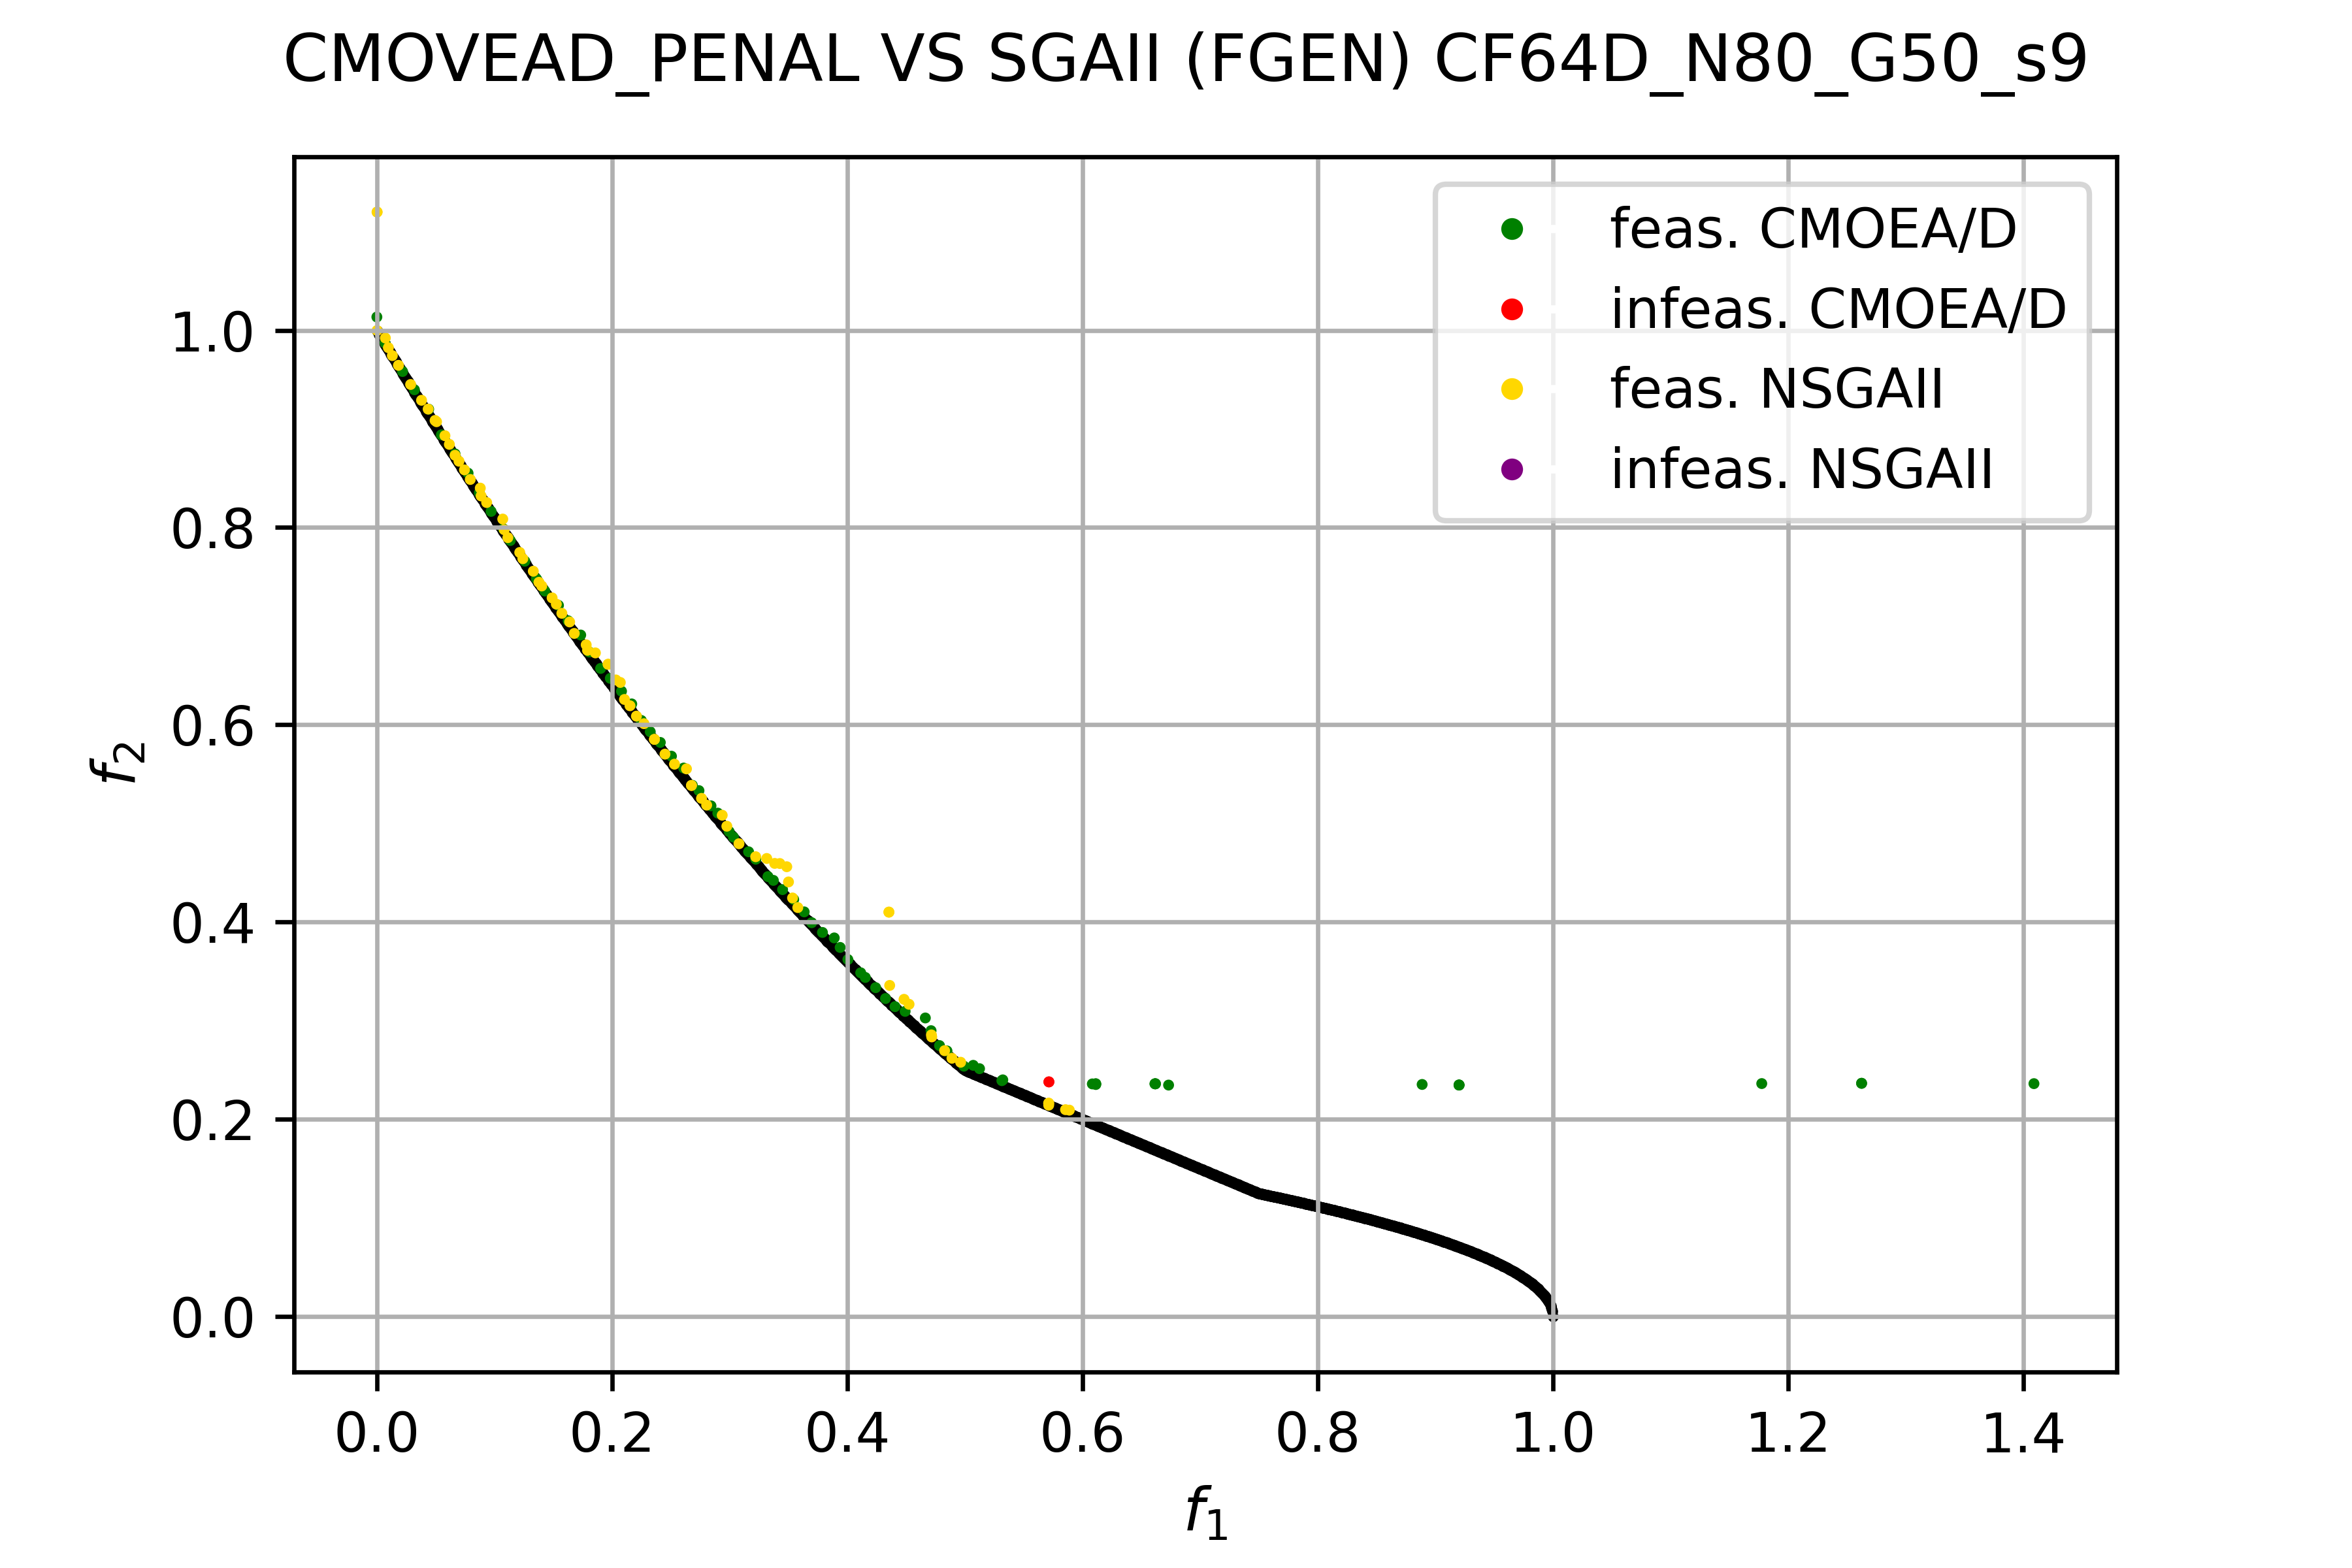 CMOVEAD_PENAL VS SGAII (FGEN) CF64D_N80_G50_s9
feas. CMOEA/D
infeas. CMOEA/D
feas. NSGAII
infeas. NSGAII
1.0
0.8
0.6
0.4
0.2
0.0
f2
0.0 0.2 0.4 0.6 0.8 1.0 1.2 1.4
f1